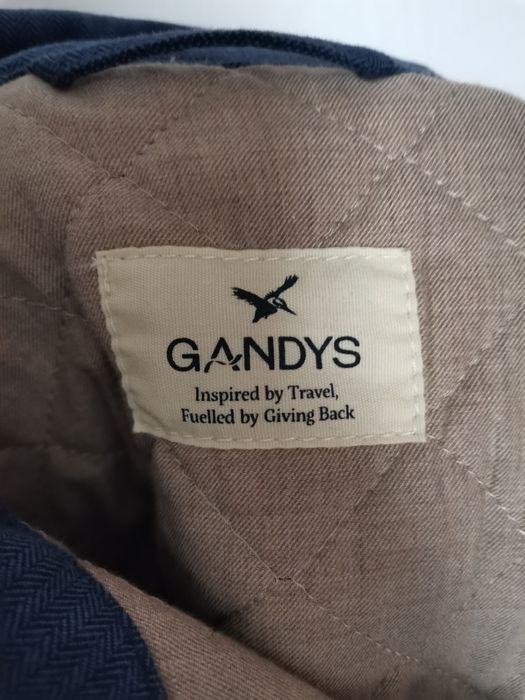 GANDYS
Inspired by Travel,
Fuelled by Giving Back